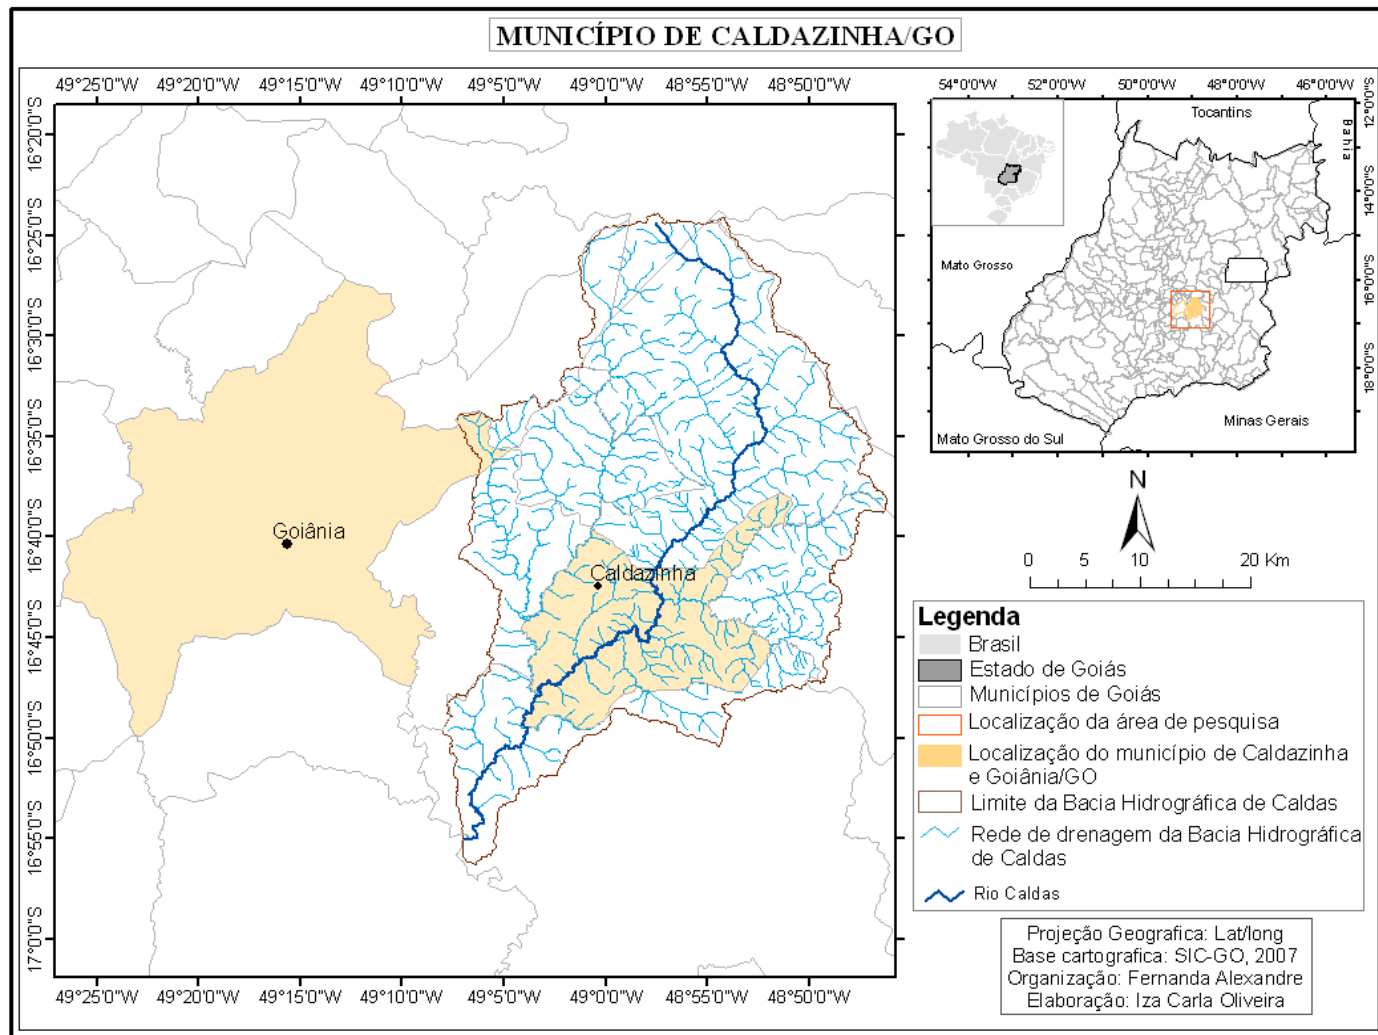 MUNICÍPIO DE CALDAZINHA/GO
49°25'0"W 49°20'0"W 49°15'0"W 49°10'0"W 49°5'0"W 49°0'0"W 48°55'0"W 48°50'0"W
16°20'0"S
16°25'0"S
16°30'0"S
16°35'0"S
16°40'0"S
16°45'0"S
16°50'0"S
16°55'0"S
17°0'0"S
Goiânia
Caldazinha
49°25'0"W 49°20'0"W 49°15'0"W 49°10'0"W 49°5'0"W 49°0'0"W 48°55'0"W 48°50'0"W
54°0'0"W 52°0'0"W 50°0'0"W 48°0'0"W 46°0'0"W
12°0'0"S
14°0'0"S
16°0'0"S
18°0'0"S
Tocantins
Bahia
Mato Grosso
Minas Gerais
Mato Grosso do Sul
N
0 5 10 20 Km
Legenda
Brasil
Estado de Goiás
Municípios de Goiás
Localização da área de pesquisa
Localização do município de Caldazinha
e Goiânia/GO
Limite da Bacia Hidrográfica de Caldas
Rede de drenagem da Bacia Hidrográfica
de Caldas
Rio Caldas
Projeção Geografica: Lat/long
Base cartografica: SIC-GO, 2007
Organização: Fernanda Alexandre
Elaboração: Iza Carla Oliveira